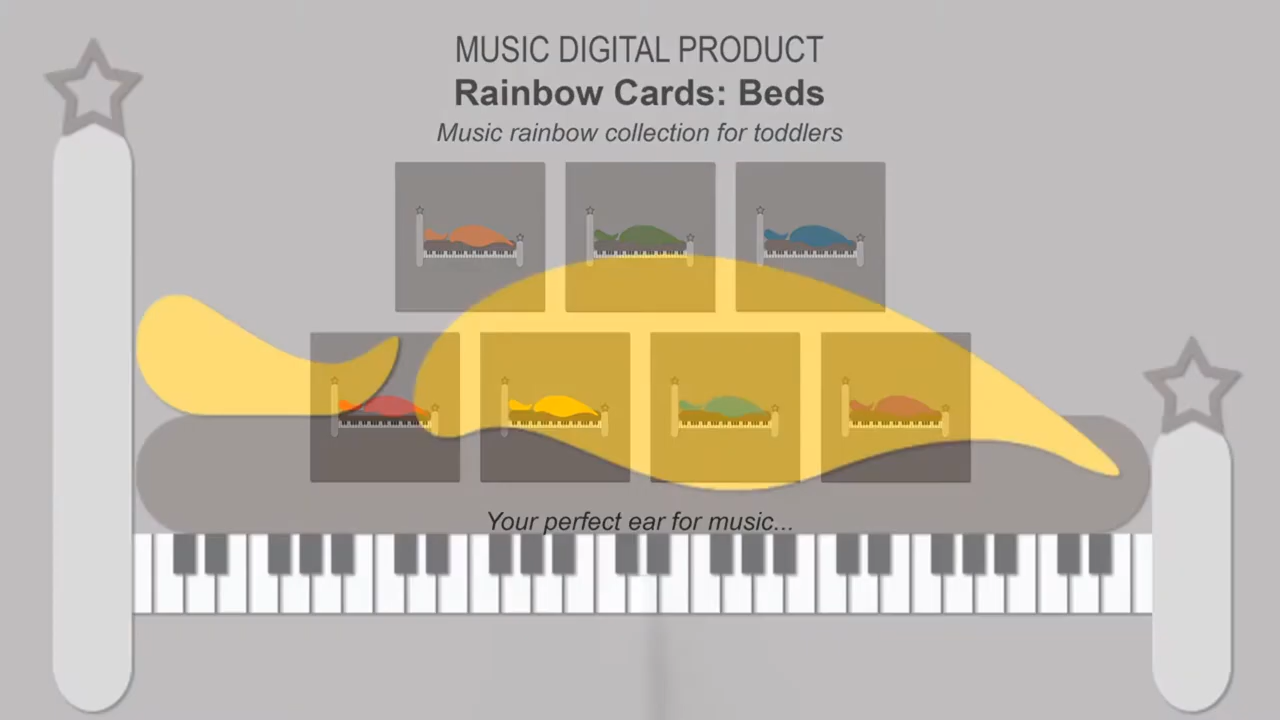 MUSIC DIGITAL PRODUCT
Rainbow Cards: Beds
Music rainbow collection for toddlers
Your perfect ear for music...